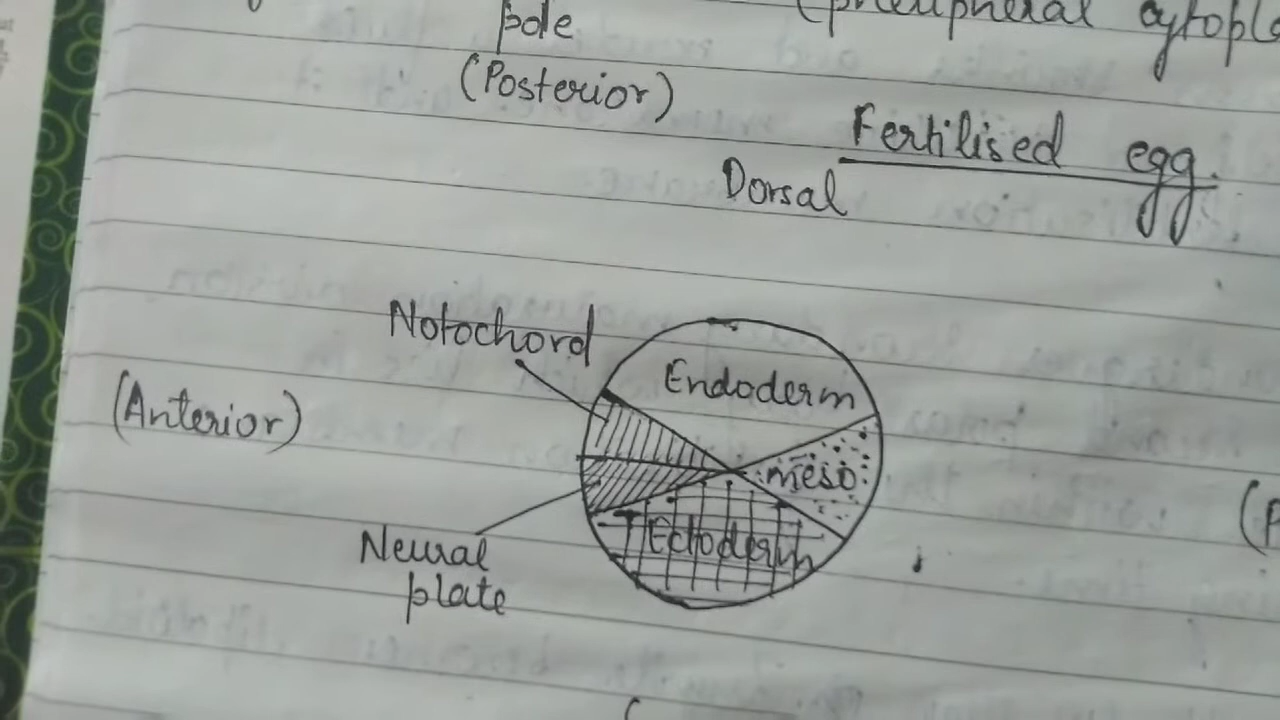 pole
(Posterior)
Fertilised egg.
Dorsal
Notochord
Endoderm
(Anterior)
meso
Ectoderm
Neural
plate